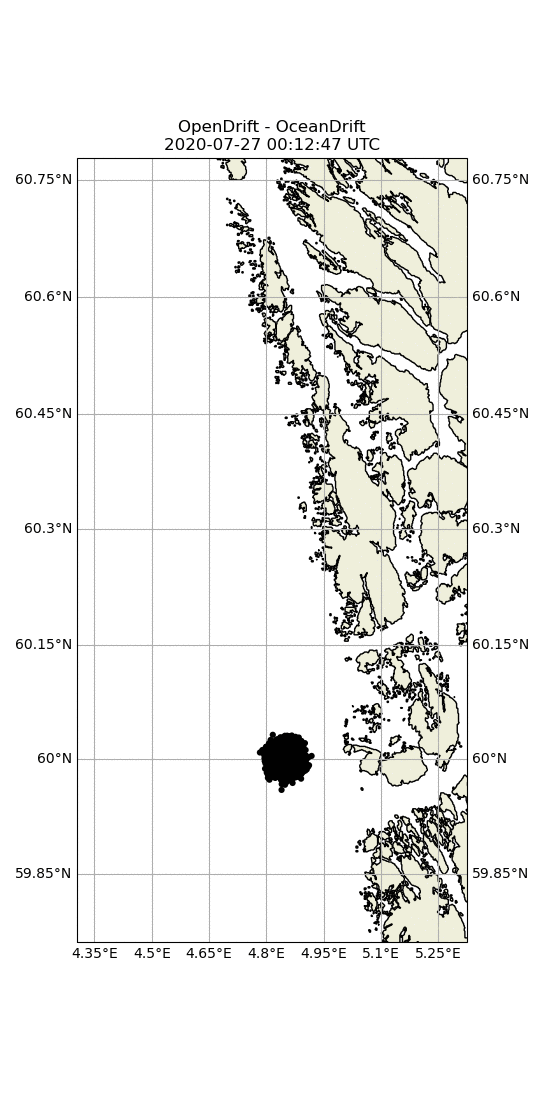 OpenDrift - OceanDrift
2020-07-27 00:12:47 UTC
60.75°N 60.75°N
60.6°N 60.6°N
60.45°N 60.45°N
60.3°N 60.3°N
60.15°N 60.15°N
60°N 60°N
59.85°N 59.85°N
4.35°E 4.5°E 4.65°E 4.8°E 4.95°E 5.1°E 5.25°E